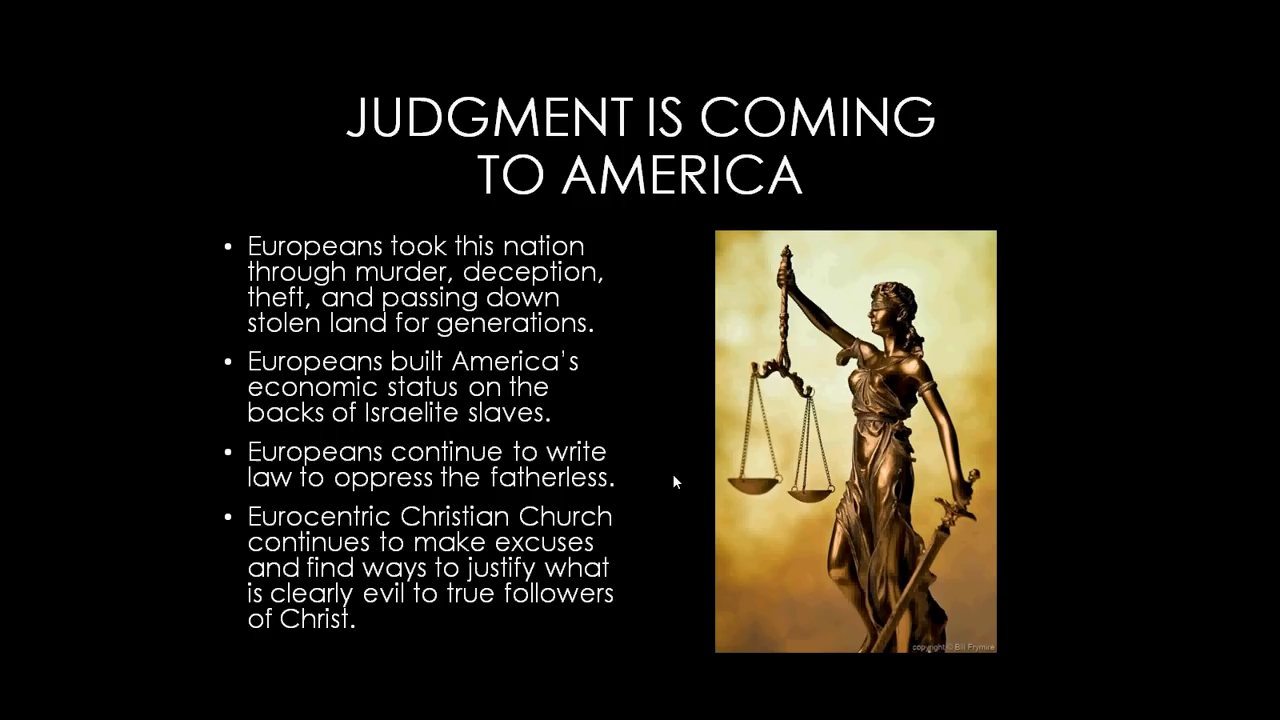 JUDGMENT IS COMING
TO AMERICA
• Europeans took this nation
through murder, deception,
theft, and passing down
stolen land for generations.
• Europeans built America's
economic status on the
backs of Israelite slaves.
• Europeans continue to write
law to oppress the fatherless.
• Eurocentric Christian Church
continues to make excuses
and find ways to justify what
is clearly evil to true followers
of Christ.
copyright © Bill Frymire